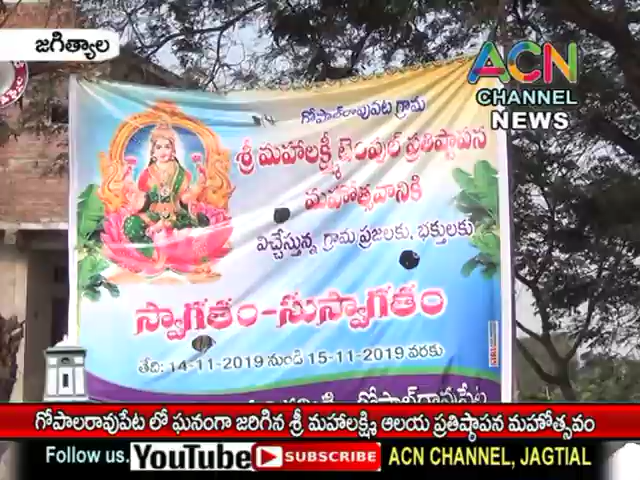 జగిత్యాల
ACN
CHANNEL
NEWS
గోపాల్‌రావుపేట గ్రామ
శ్రీ మహాలక్ష్మీ టెంపుల్ ప్రతిష్టాపన
మహోత్సవానికి
విచ్చేస్తున్న గ్రామ ప్రజలకు, భక్తులకు
స్వాగతం-సుస్వాగతం
తేది: 14-11-2019 నుండి 15-11-2019 వరకు
గోపాల్‌రావుపేట
గోపాలరావుపేట లో ఘనంగా జరిగిన శ్రీ మహాలక్ష్మి ఆలయ ప్రతిష్ఠాపన మహోత్సవం
Follow us. YouTube SUBSCRIBE ACN CHANNEL, JAGTIAL